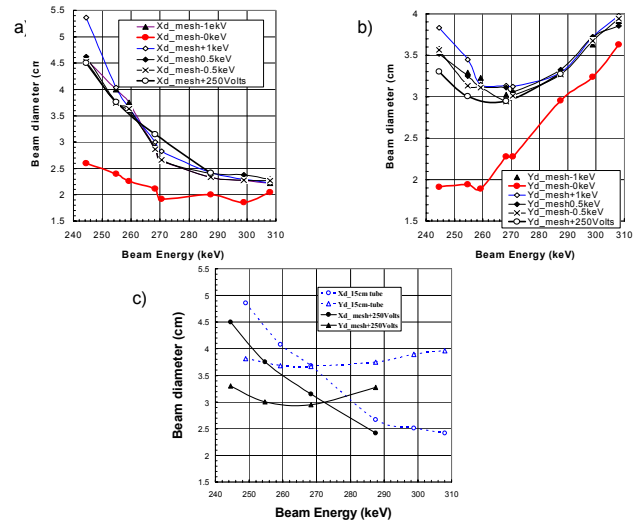 a)
Xd_mesh-1ekV
Xd_mesh-0keV
Xd_mesh+1keV
Xd_mesh0.5keV
Xd_mesh-0.5keV
Xd_mesh+250Volts
Beam diameter (cm
5.5
5
4.5
4
3.5
3
2.5
2
1.5
240 250 260 270 280 290 300 310
Beam Energy (keV)
b)
Yd_mesh-1keV
Yd_mesh-0keV
Yd_mesh+1keV
Yd_mesh0.5keV
Yd_mesh-0.5keV
Yd_mesh+250Volts
Beam diameter (cm)
4
3.5
3
2.5
2
1.5
240 250 260 270 280 290 300 310
Beam Energy (keV)
c)
Xd_15cm-tube
Yd_15cm-tube
Xd_mesh+250Volts
Yd_mesh+250Volts
Beam diameter (cm)
5.5
5
4.5
4
3.5
3
2.5
2
1.5
240 250 260 270 280 290 300 310
Beam Energy (keV)